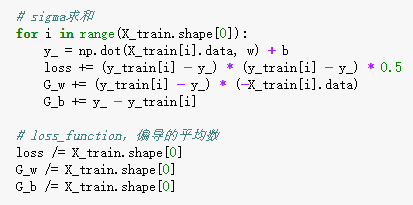 # sigma求和
for i in range(X_train.shape[0]):
    y_ = np.dot(X_train[i].data, w) + b
    loss += (y_train[i] - y_) * (y_train[i] - y_) * 0.5
    G_w += (y_train[i] - y_) * (-X_train[i].data)
    G_b += y_ - y_train[i]

# loss_function, 偏导的平均数
loss /= X_train.shape[0]
G_w /= X_train.shape[0]
G_b /= X_train.shape[0]